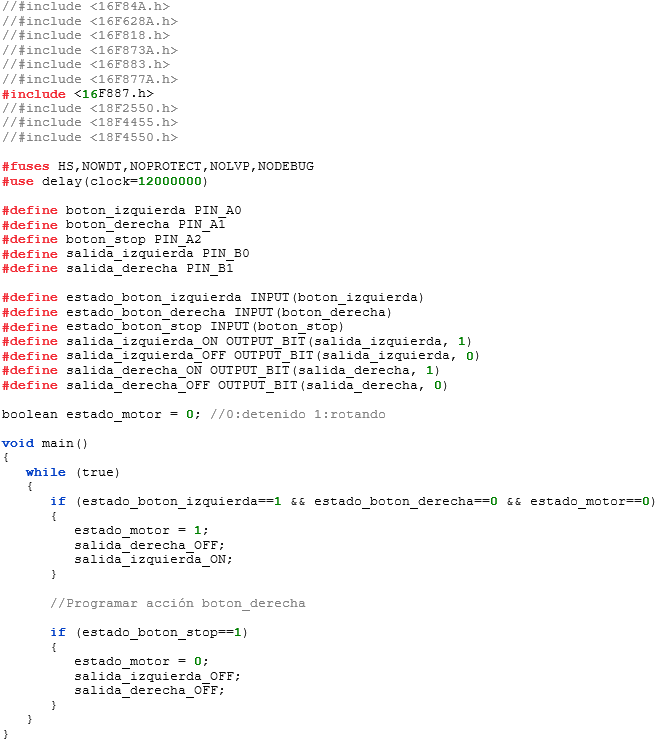 //#include <16F84A.h>
//#include <16F628A.h>
//#include <16F818.h>
//#include <16F873A.h>
//#include <16F883.h>
//#include <16F877A.h>
#include <16F887.h>
//#include <18F2550.h>
//#include <18F4455.h>
//#include <18F4550.h>

#fuses HS,NOWDT,NOPROTECT,NOLVP,NODEBUG
#use delay(clock=12000000)

#define boton_izquierda PIN_A0
#define boton_derecha PIN_A1
#define boton_stop PIN_A2
#define salida_izquierda PIN_B0
#define salida_derecha PIN_B1

#define estado_boton_izquierda INPUT(boton_izquierda)
#define estado_boton_derecha INPUT(boton_derecha)
#define estado_boton_stop INPUT(boton_stop)
#define salida_izquierda_ON OUTPUT_BIT(salida_izquierda, 1)
#define salida_izquierda_OFF OUTPUT_BIT(salida_izquierda, 0)
#define salida_derecha_ON OUTPUT_BIT(salida_derecha, 1)
#define salida_derecha_OFF OUTPUT_BIT(salida_derecha, 0)

boolean estado_motor = 0; //0:detenido 1:rotando

void main()
{
   while (true)
   {
      if (estado_boton_izquierda==1 && estado_boton_derecha==0 && estado_motor==0)
      {
         estado_motor = 1;
         salida_derecha_OFF;
         salida_izquierda_ON;
      }

      //Programar acción boton_derecha

      if (estado_boton_stop==1)
      {
         estado_motor = 0;
         salida_izquierda_OFF;
         salida_derecha_OFF;
      }
   }
}